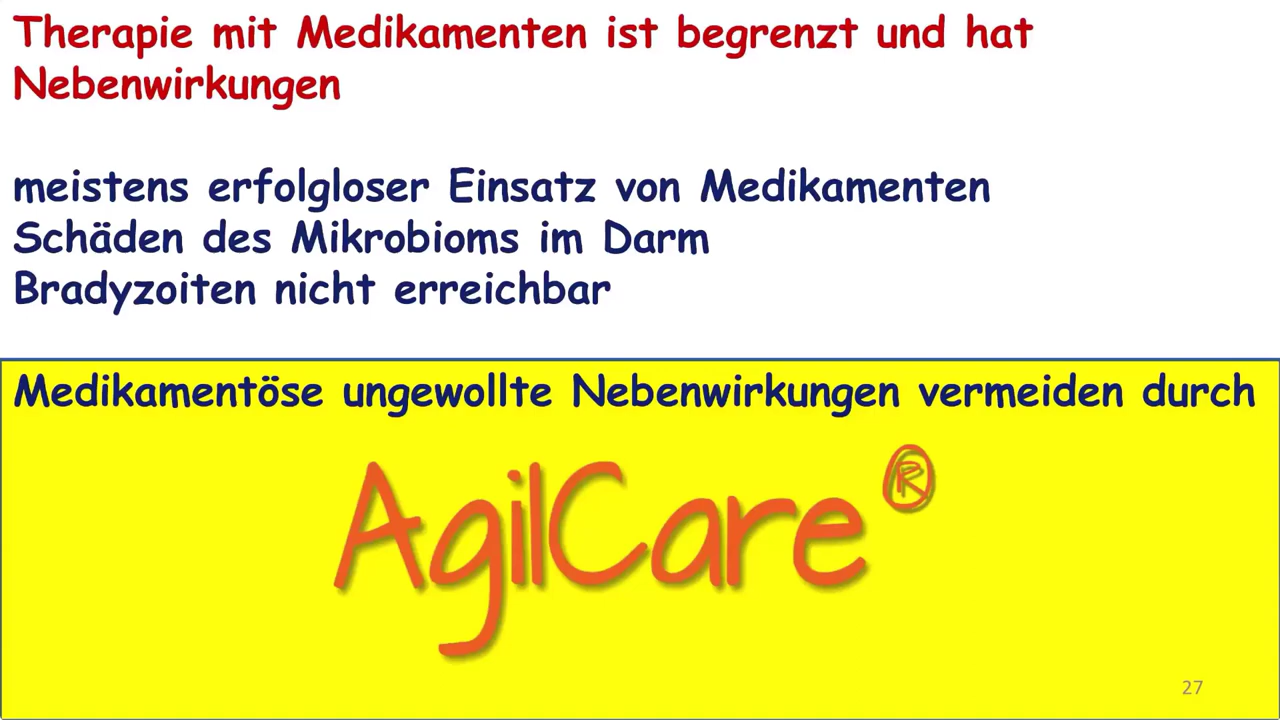 Therapie mit Medikamenten ist begrenzt und hat
Nebenwirkungen
meistens erfolgloser Einsatz von Medikamenten
Schäden des Mikrobioms im Darm
Bradyzoiten nicht erreichbar
Medikamentöse ungewollte Nebenwirkungen vermeiden durch
AgilCare®
27